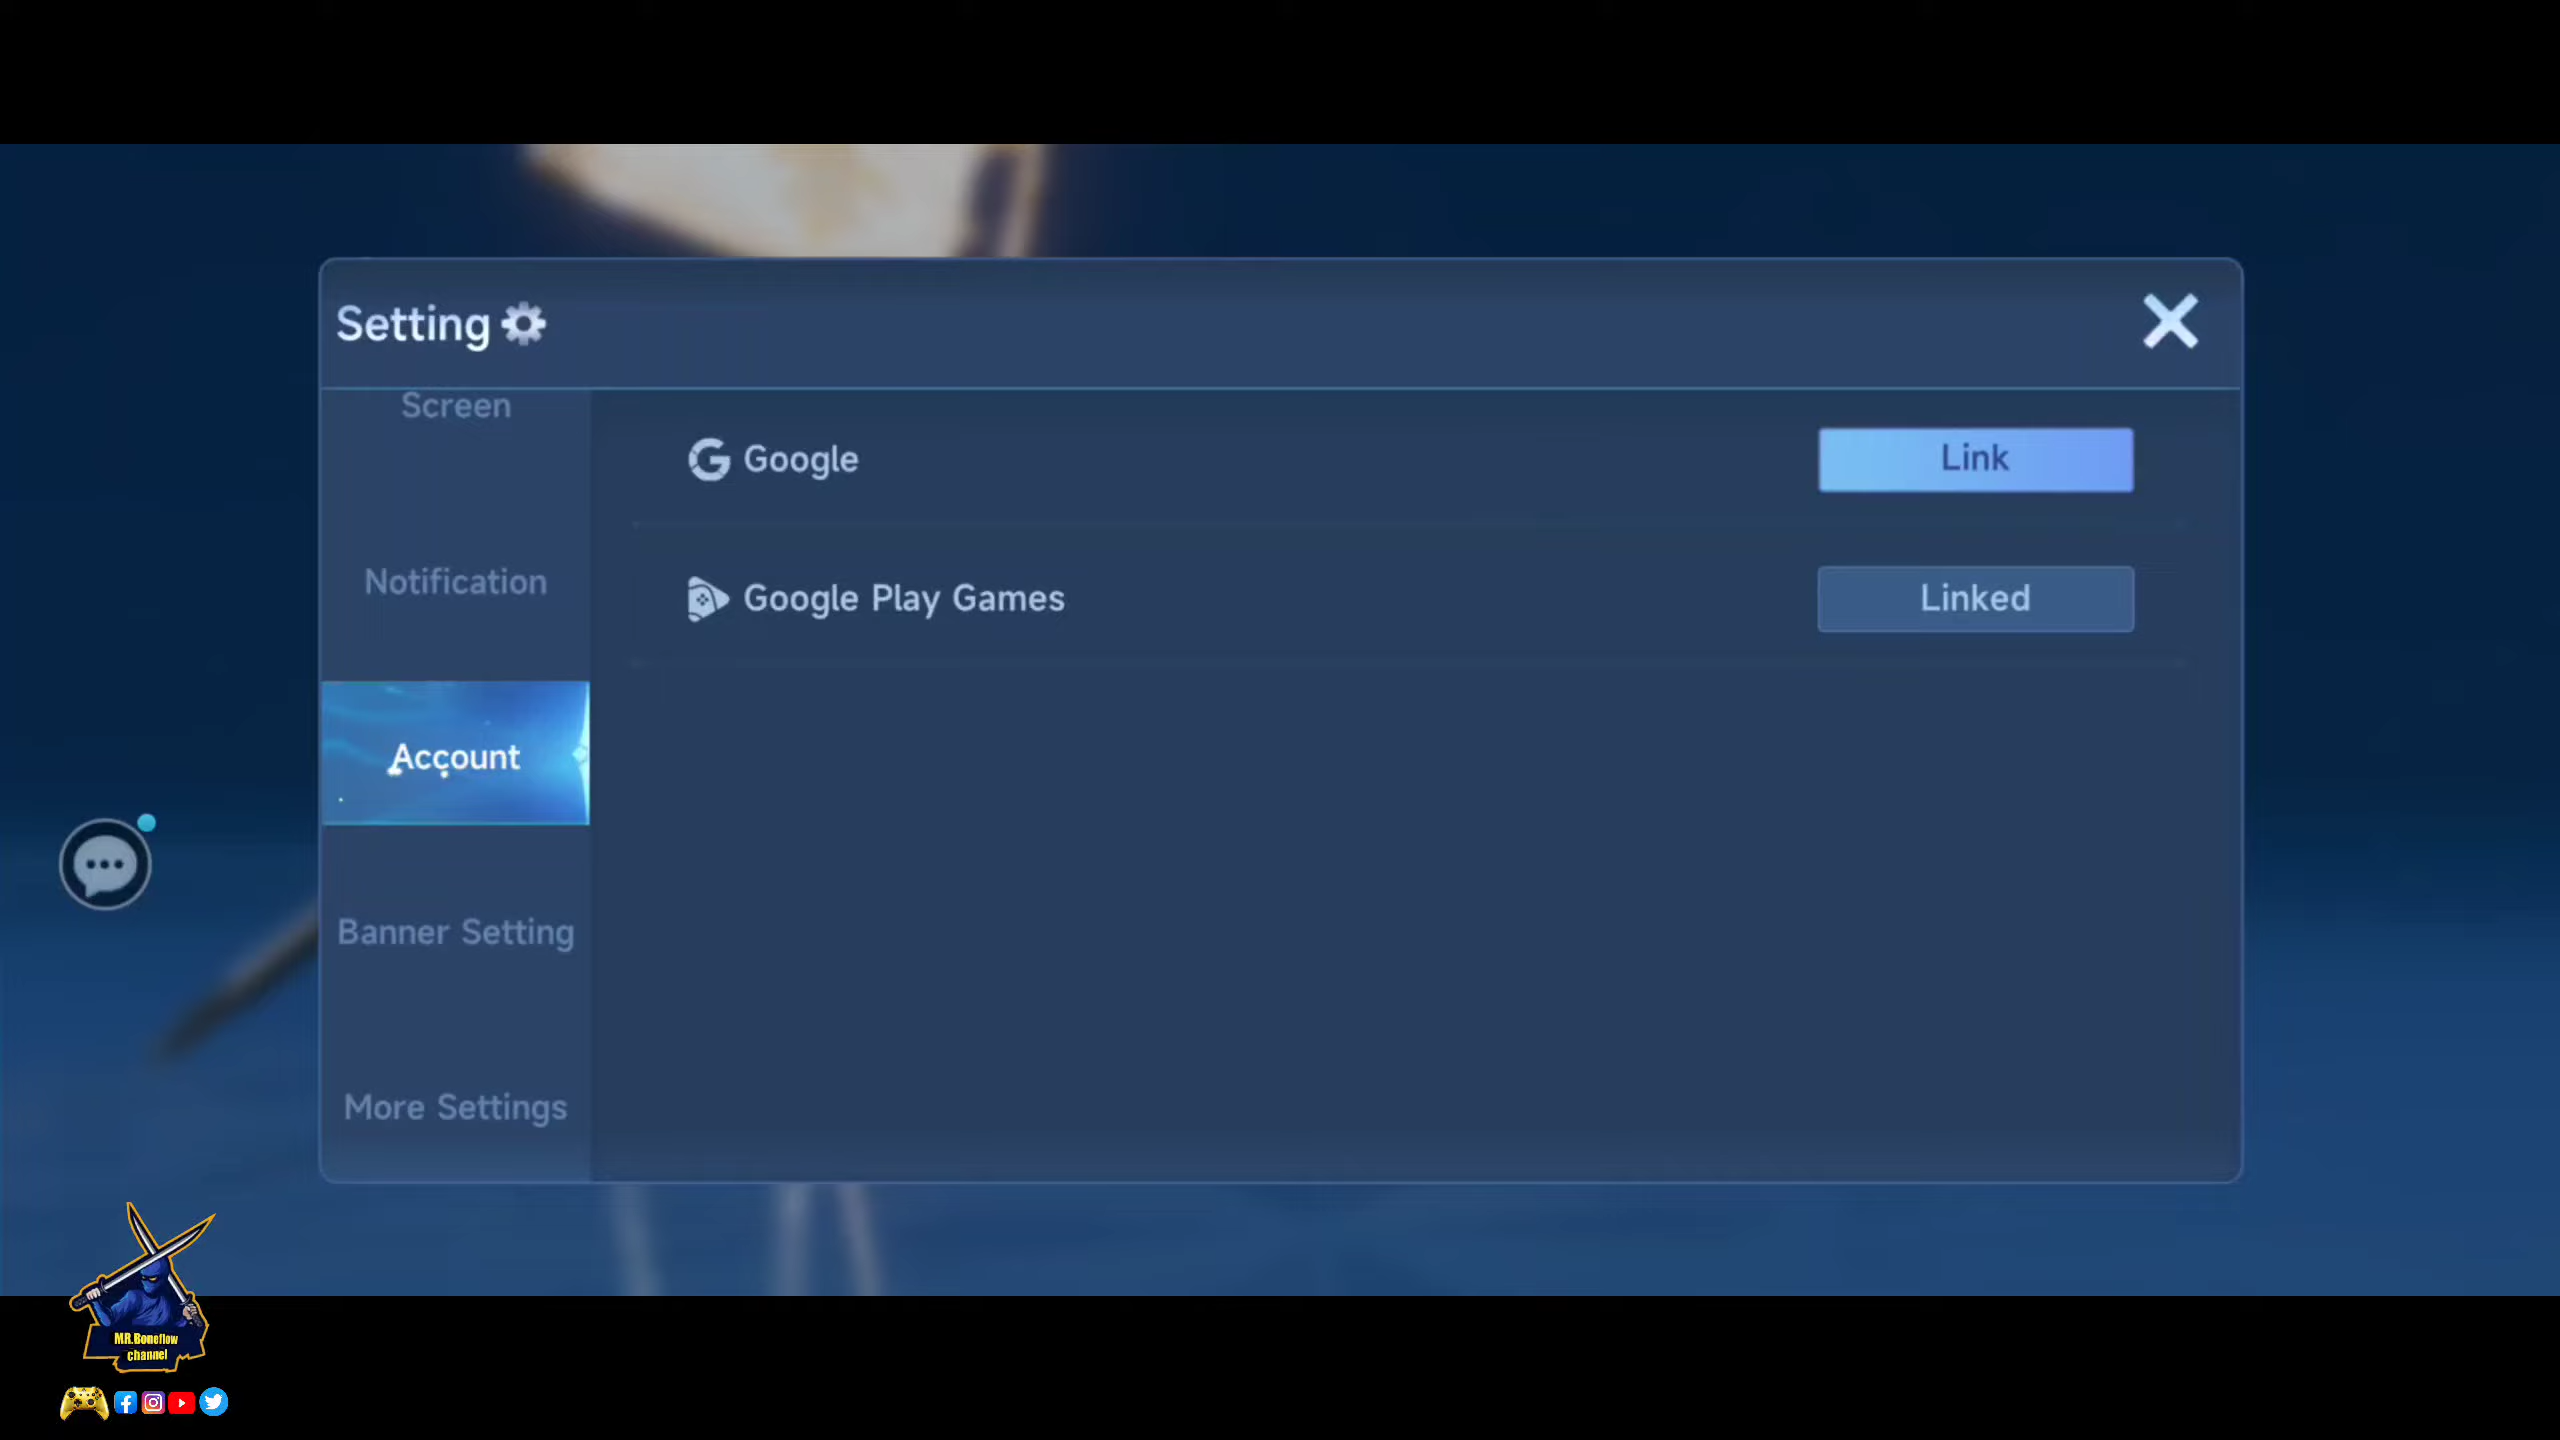 Setting
Screen
Google
Link
Notification
Google Play Games
Linked
Account
Banner Setting
More Settings
MR.Boneflow
channel